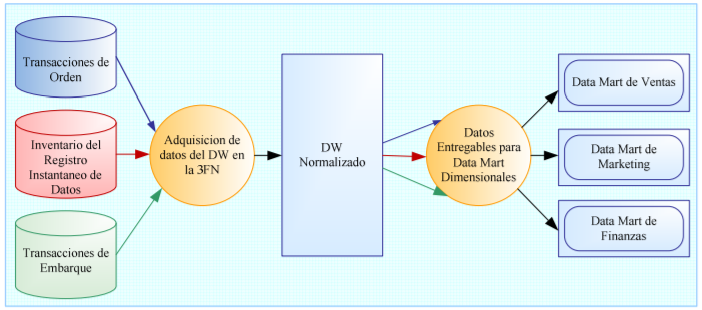 Transacciones de
Orden
Inventario del
Registro
Instantaneo de
Datos
Transacciones de
Embarque
Adquisicion de
datos del DW en
la 3FN
DW
Normalizado
Datos
Entregables para
Data Mart
Dimensionales
Data Mart de Ventas
Data Mart de
Marketing
Data Mart de
Finanzas